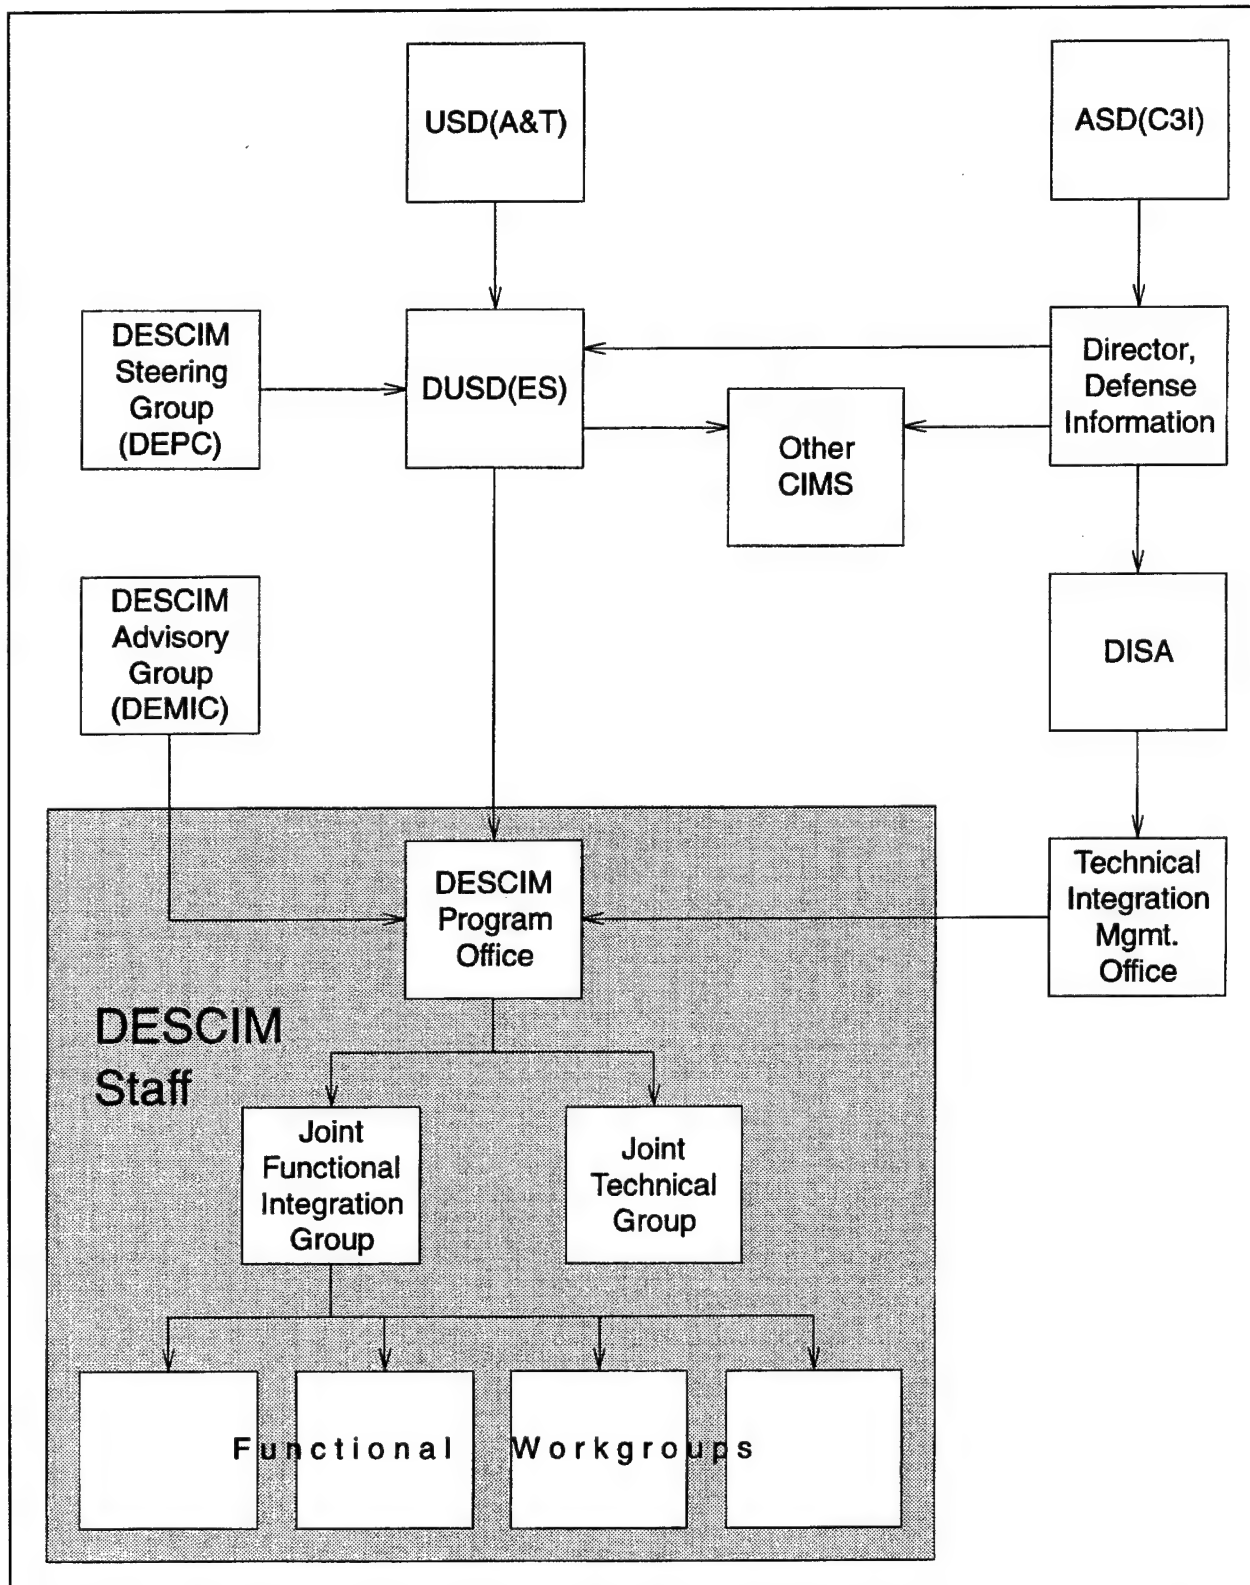 USD(A&T)
ASD(C3I)
DESCIM
Steering
Group
(DEPC)
DUSD(ES)
Other
CIMS
Director,
Defense
Information
DESCIM
Advisory
Group
(DEMIC)
DISA
DESCIM
Program
Office
Technical
Integration
Mgmt.
Office
DESCIM
Staff
Joint
Functional
Integration
Group
Joint
Technical
Group
Functional Workgroups